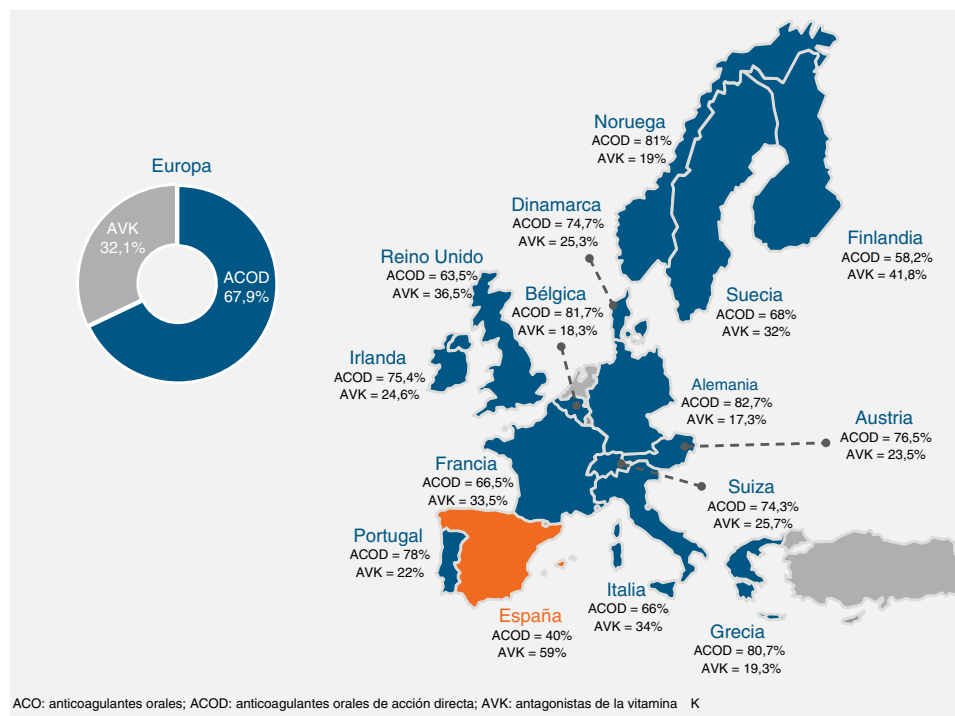 Europa
AVK
32,1%
ACOD
67,9%
Noruega
ACOD = 81%
AVK = 19%
Dinamarca
ACOD = 74,7%
AVK = 25,3%
Finlandia
ACOD = 58,2%
AVK = 41,8%
Reino Unido
ACOD = 63,5%
AVK = 36,5%
Bélgica
ACOD = 81,7%
AVK = 18,3%
Suecia
ACOD = 68%
AVK = 32%
Irlanda
ACOD = 75,4%
AVK = 24,6%
Alemania
ACOD = 82,7%
AVK = 17,3%
Austria
ACOD = 76,5%
AVK = 23,5%
Francia
ACOD = 66,5%
AVK = 33,5%
Suiza
ACOD = 74,3%
AVK = 25,7%
Portugal
ACOD = 78%
AVK = 22%
Italia
ACOD = 66%
AVK = 34%
España
ACOD = 40%
AVK = 59%
Grecia
ACOD = 80,7%
AVK = 19,3%
ACO: anticoagulantes orales; ACOD: anticoagulantes orales de acción directa; AVK: antagonistas de la vitamina K